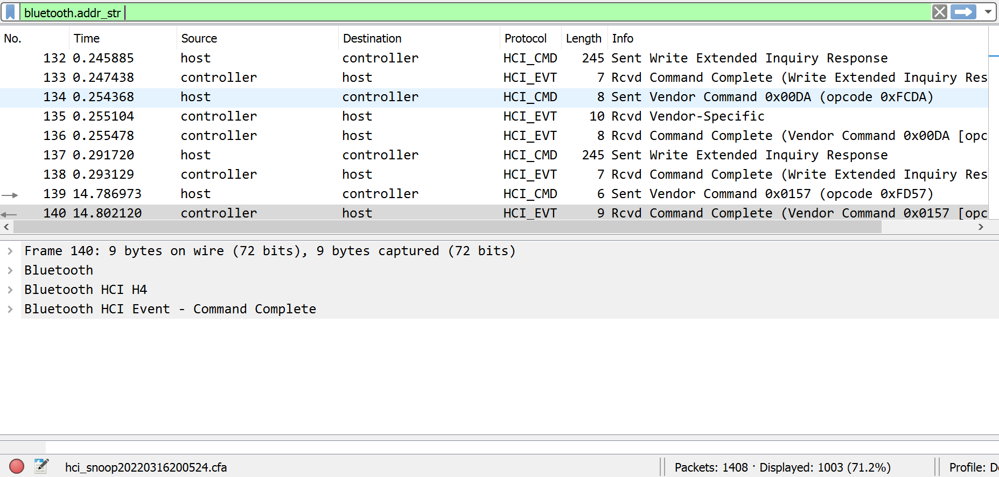 bluetooth.addr_str
No. Time Source Destination Protocol Length Info
132 0.245885 host controller HCI_CMD 245 Sent Write Extended Inquiry Response
133 0.247438 controller host HCI_EVT 7 Rcvd Command Complete (Write Extended Inquiry Res
134 0.254368 host controller HCI_CMD 8 Sent Vendor Command 0x00DA (opcode 0xFCDA)
135 0.255104 controller host HCI_EVT 10 Rcvd Vendor-Specific
136 0.255478 controller host HCI_EVT 8 Rcvd Command Complete (Vendor Command 0x00DA [opc
137 0.291720 host controller HCI_CMD 245 Sent Write Extended Inquiry Response
138 0.293129 controller host HCI_EVT 7 Rcvd Command Complete (Write Extended Inquiry Res
139 14.786973 host controller HCI_CMD 6 Sent Vendor Command 0x0157 (opcode 0xFD57)
140 14.802120 controller host HCI_EVT 9 Rcvd Command Complete (Vendor Command 0x0157 [opc
Frame 140: 9 bytes on wire (72 bits), 9 bytes captured (72 bits)
Bluetooth
Bluetooth HCI H4
Bluetooth HCI Event - Command Complete
hci_snoop20220316200524.cfa Packets: 1408 · Displayed: 1003 (71.2%) Profile: D